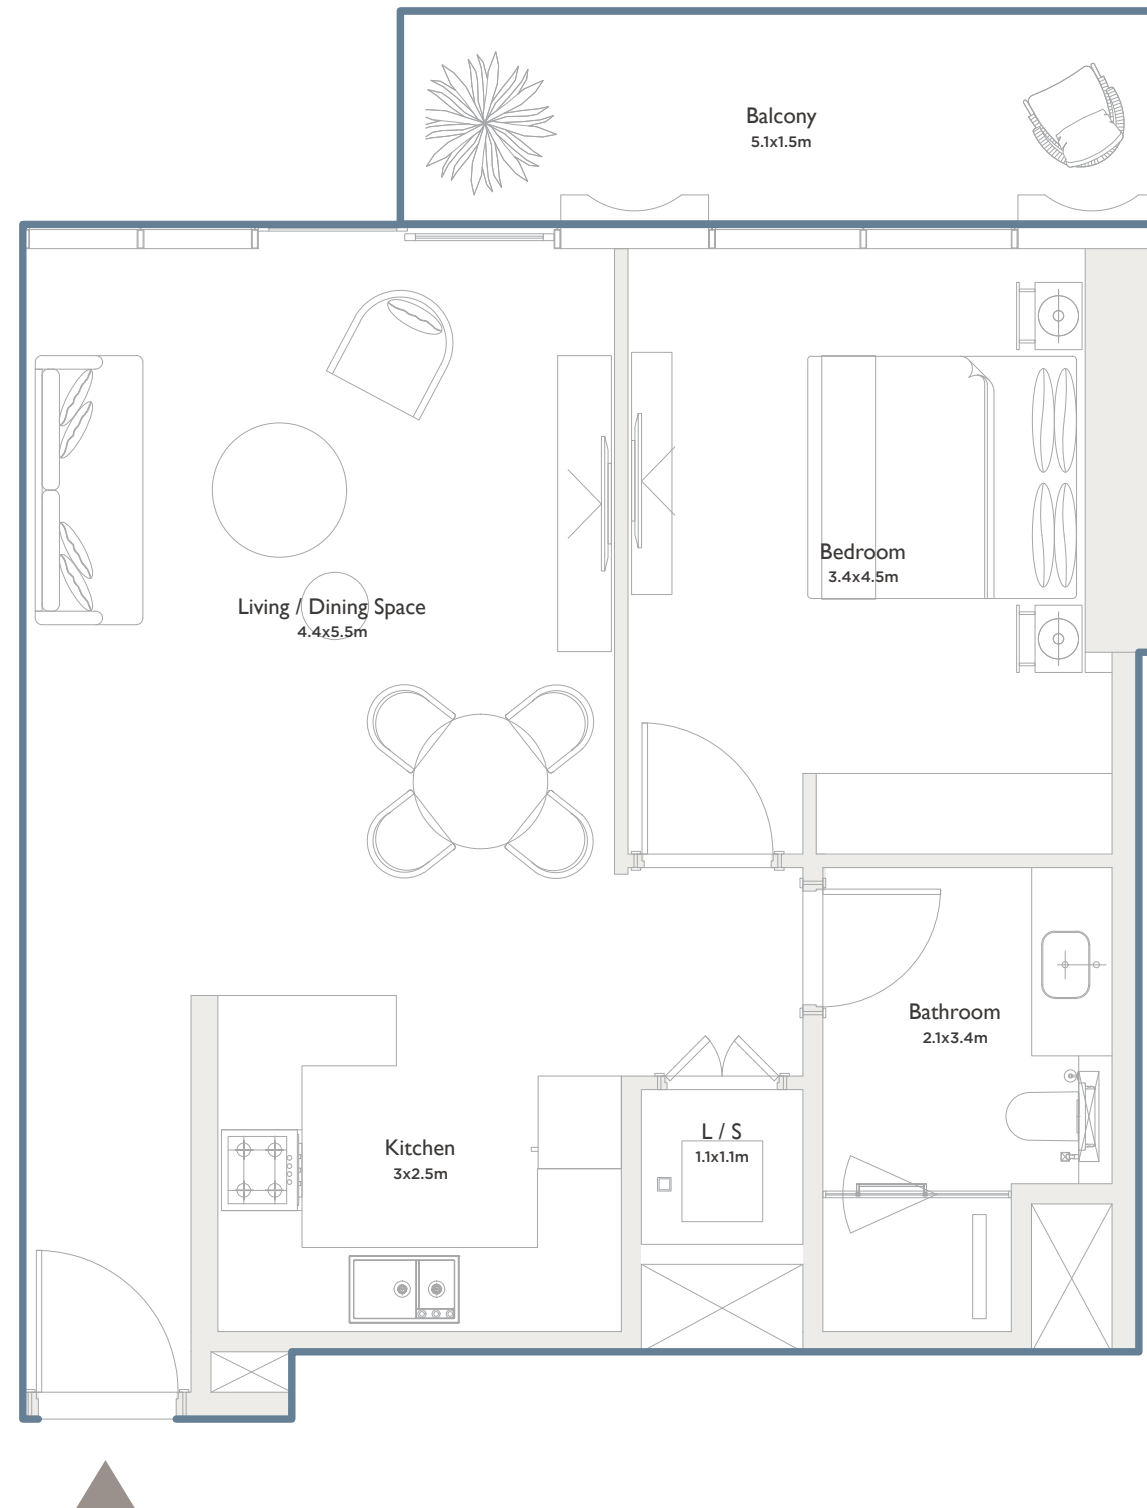 Balcony
5.1x1.5m
Bedroom
3.4x4.5m
Living / Dining Space
4.4x5.5m
Bathroom
2.1x3.4m
L / S
1.1x1.1m
Kitchen
3x2.5m